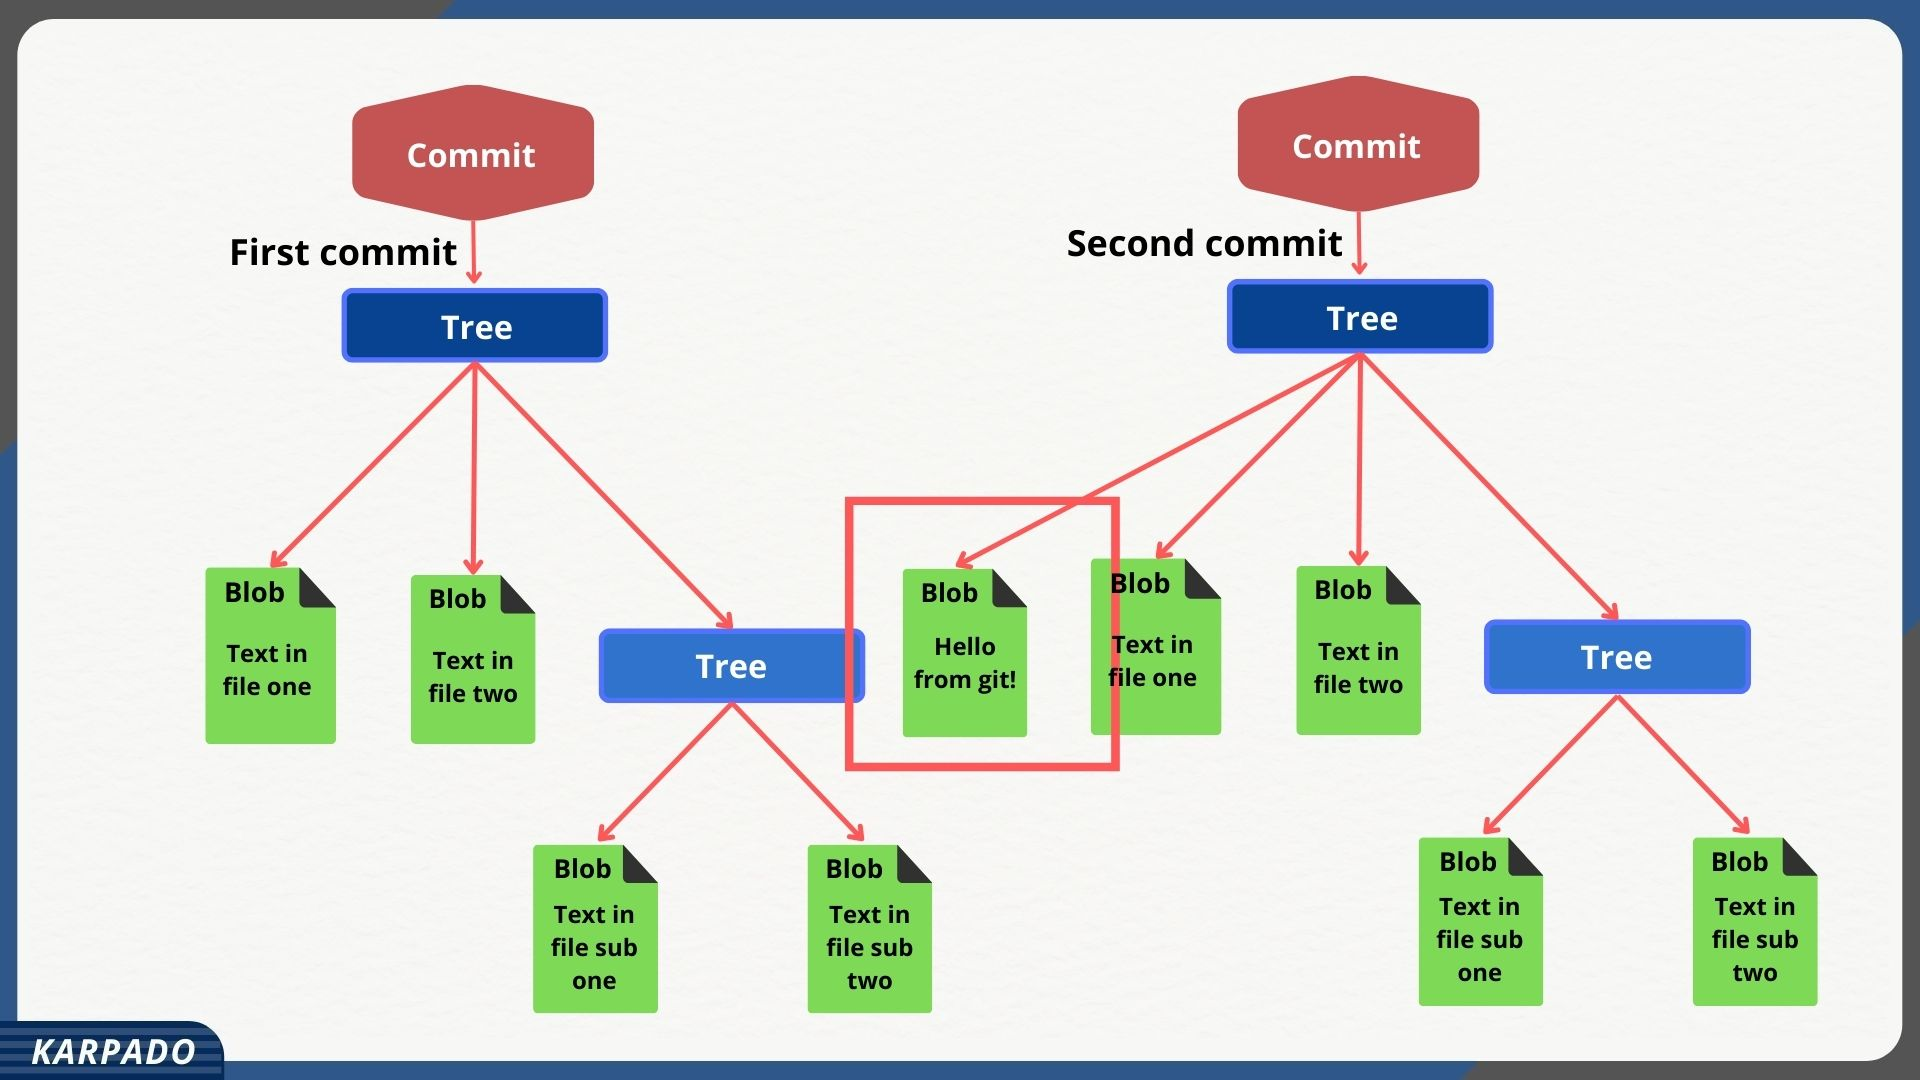 Commit
Commit
First commit
Second commit
Tree
Tree
Blob
Text in
file one
Blob
Text in
file two
Tree
Blob
Hello
from git!
Blob
Text in
file one
Blob
Text in
file two
Tree
Blob
Text in
file sub
one
Blob
Text in
file sub
two
Blob
Text in
file sub
one
Blob
Text in
file sub
two
KARPADO